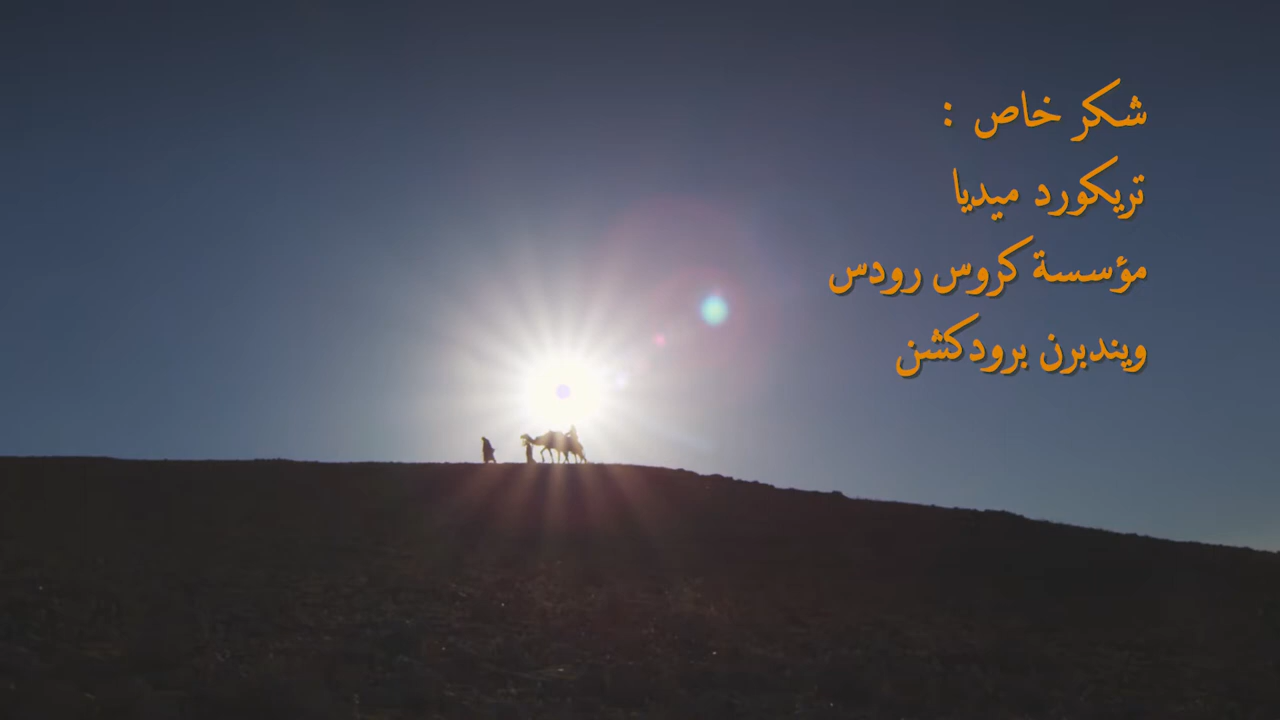 شكر خاص :
تريكورد ميديا
مؤسسة كروس رودس
ويندبرن برودكشن